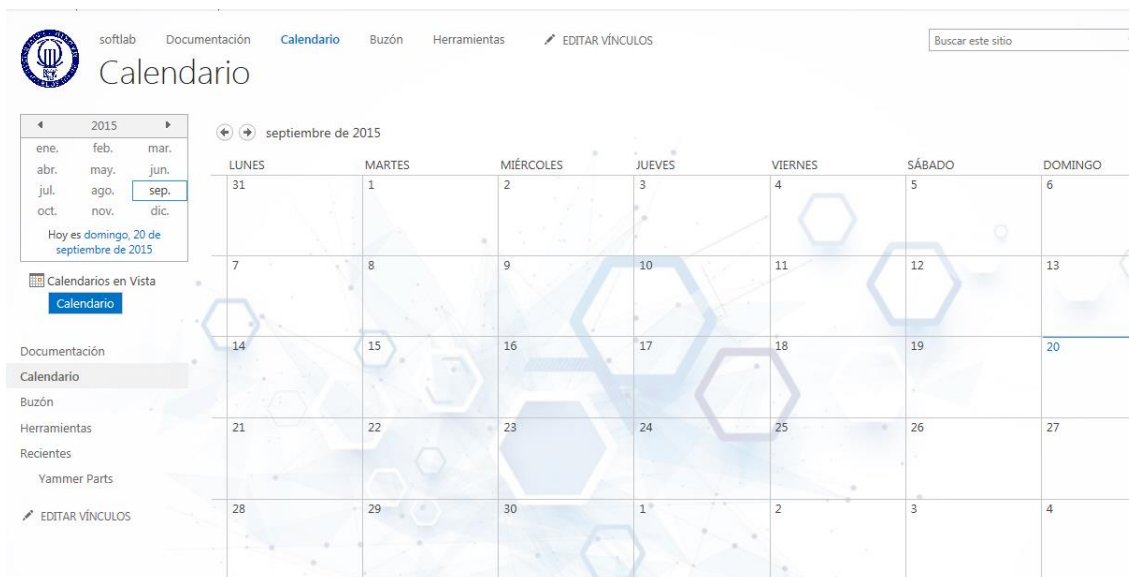 softlab Documentación Calendario Buzón Herramientas EDITAR VÍNCULOS
Buscar este sitio
Calendario
2015
ene. feb. mar.
abr. may. jun.
jul. ago. sep.
oct. nov. dic.
Hoy es domingo, 20 de
septiembre de 2015
Calendarios en Vista
Calendario
Documentación
Calendario
Buzón
Herramientas
Recientes
Yammer Parts
EDITAR VÍNCULOS
septiembre de 2015
LUNES MARTES MIÉRCOLES JUEVES VIERNES SÁBADO DOMINGO
31 1 2 3 4 5 6
7 8 9 10 11 12 13
14 15 16 17 18 19 20
21 22 23 24 25 26 27
28 29 30 1 2 3 4